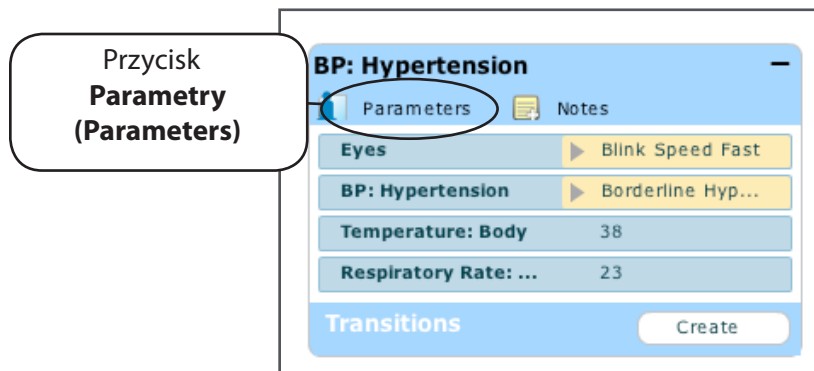 Przycisk
Parametry
(Parameters)
BP: Hypertension
Parameters Notes
Eyes Blink Speed Fast
BP: Hypertension Borderline Hyp...
Temperature: Body 38
Respiratory Rate: ... 23
Transitions Create